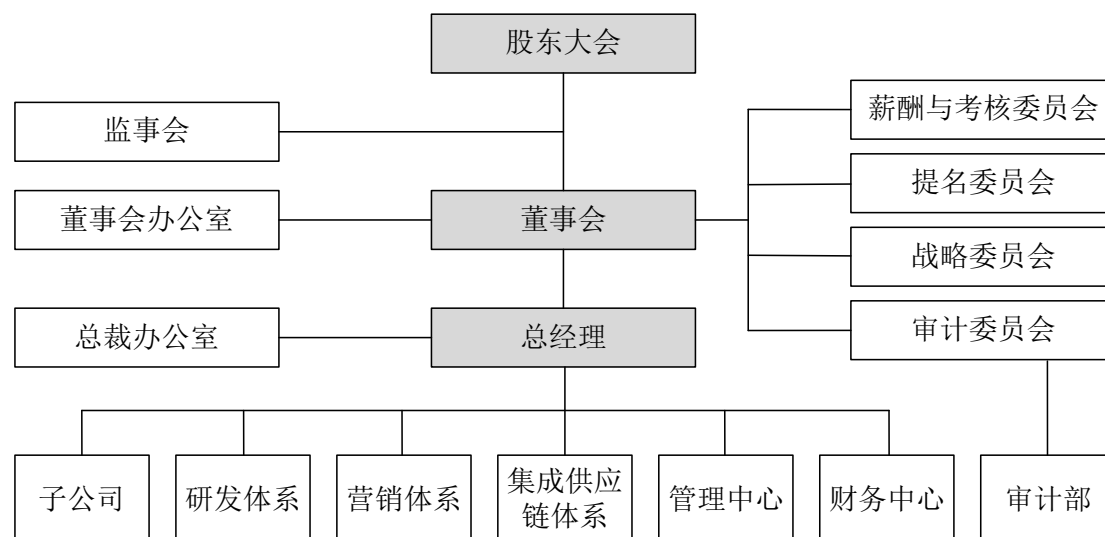 股东大会
监事会
薪酬与考核委员会
提名委员会
董事会办公室
董事会
战略委员会
总裁办公室
总经理
审计委员会
子公司
研发体系
营销体系
集成供应
链体系
管理中心
财务中心
审计部